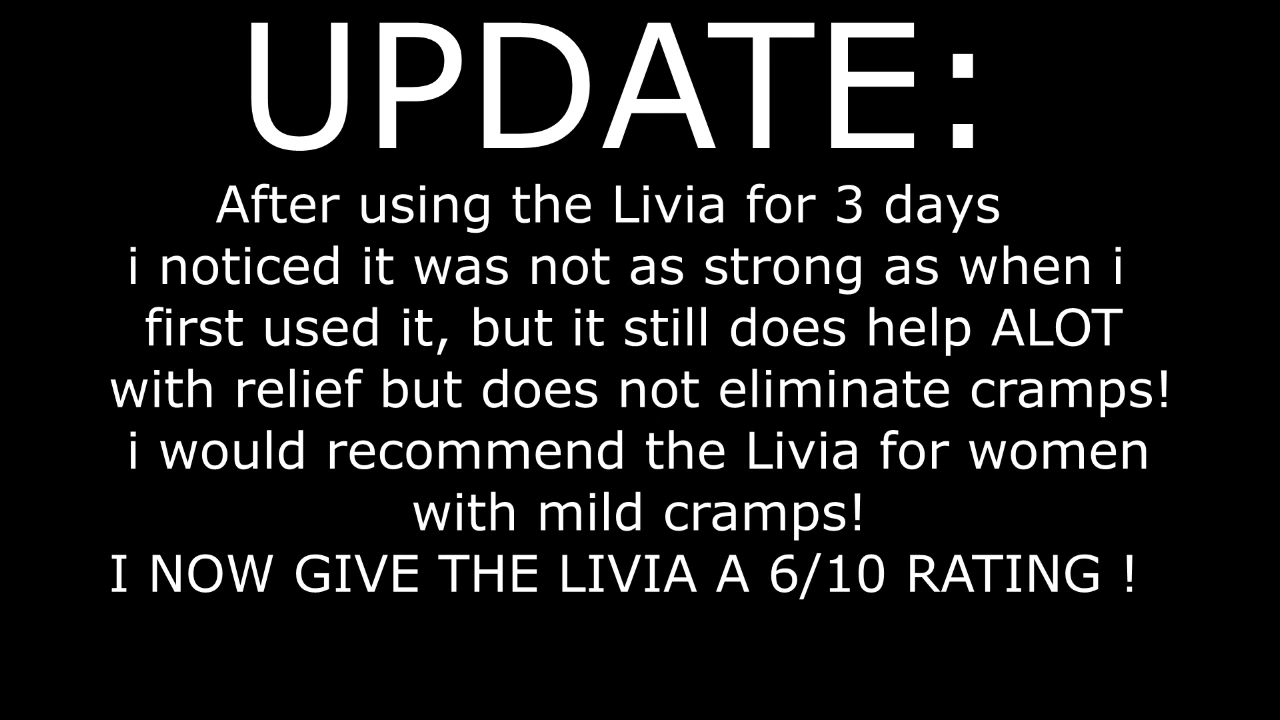 UPDATE:
After using the Livia for 3 days
i noticed it was not as strong as when i
first used it, but it still does help ALOT
with relief but does not eliminate cramps!
i would recommend the Livia for women
with mild cramps!
I NOW GIVE THE LIVIA A 6/10 RATING !